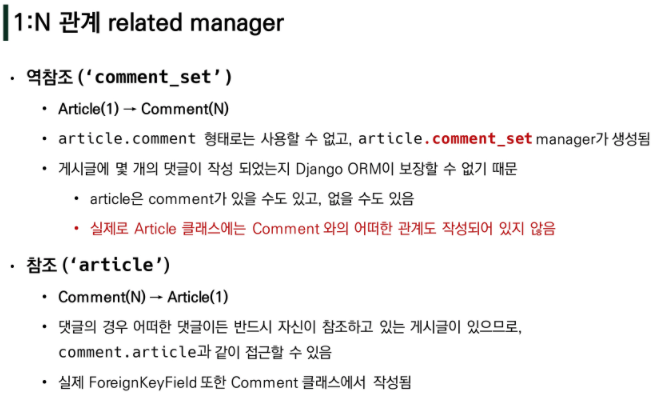 1:N 관계 related manager
• 역참조 (‘comment_set’)
• Article(1) → Comment(N)
• article.comment 형태로는 사용할 수 없고, article.comment_set manager가 생성됨
• 게시글에 몇 개의 댓글이 작성 되었는지 Django ORM이 보장할 수 없기 때문
• article은 comment가 있을 수도 있고, 없을 수도 있음
• 실제로 Article 클래스에는 Comment 와의 어떠한 관계도 작성되어 있지 않음
• 참조 (‘article’)
• Comment(N) → Article(1)
• 댓글의 경우 어떠한 댓글이든 반드시 자신이 참조하고 있는 게시글이 있으므로,
comment.article과 같이 접근할 수 있음
• 실제 ForeignKeyField 또한 Comment 클래스에서 작성됨